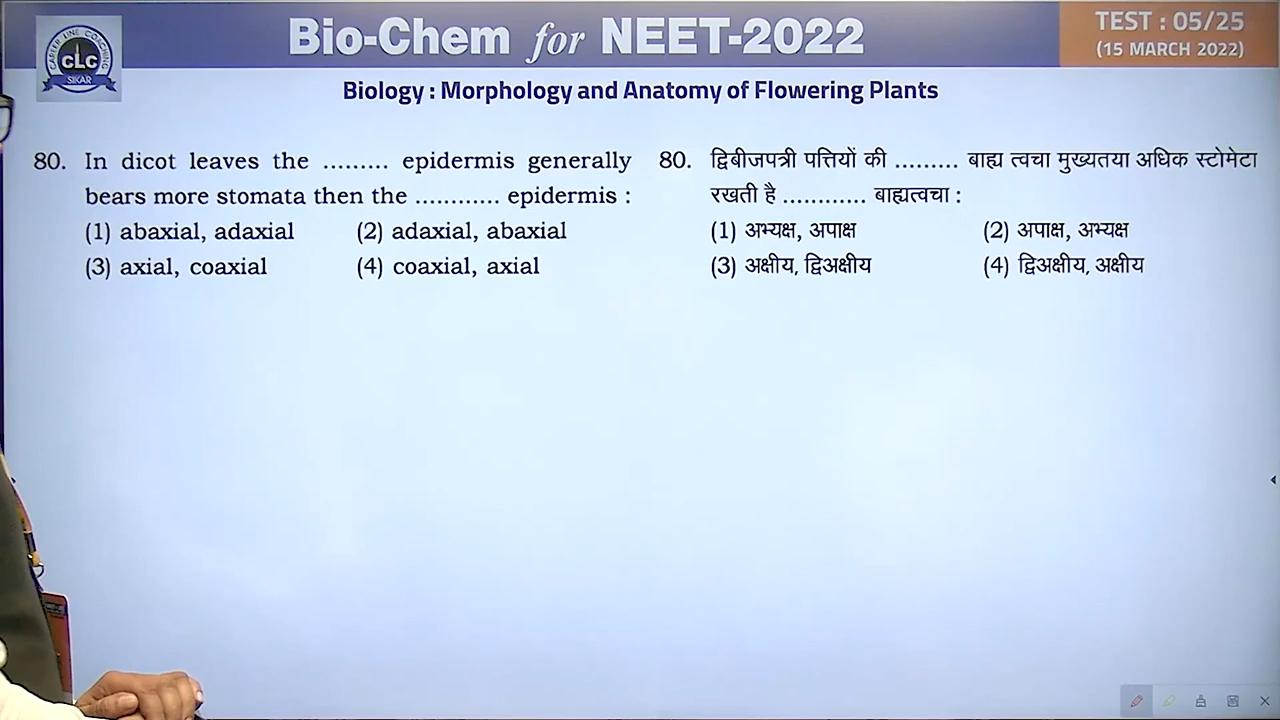 Bio-Chem for NEET-2022
TEST : 05/25
(15 MARCH 2022)
CAREER LINE COACHING
CLC
SIKAR
Biology : Morphology and Anatomy of Flowering Plants
80. In dicot leaves the ......... epidermis generally
bears more stomata then the ............ epidermis :
(1) abaxial, adaxial (2) adaxial, abaxial
(3) axial, coaxial (4) coaxial, axial
80. द्विबीजपत्री पत्तियों की ......... बाह्य त्वचा मुख्यतया अधिक स्टोमेटा
रखती है ............ बाह्यत्वचा :
(1) अभ्यक्ष, अपाक्ष (2) अपाक्ष, अभ्यक्ष
(3) अक्षीय, द्विअक्षीय (4) द्विअक्षीय, अक्षीय